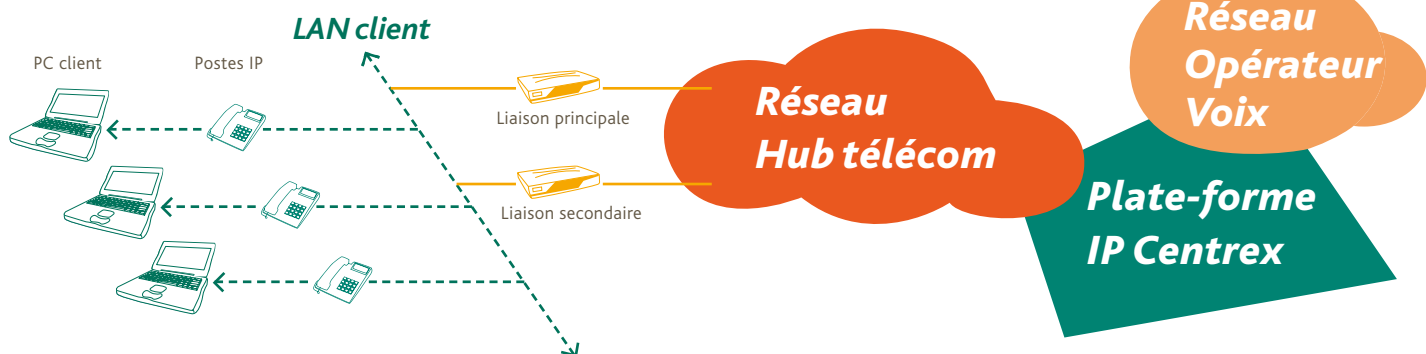 LAN client
PC client
Postes IP
Liaison principale
Liaison secondaire
Réseau
Hub télécom
Réseau
Opérateur
Voix
Plate-forme
IP Centrex